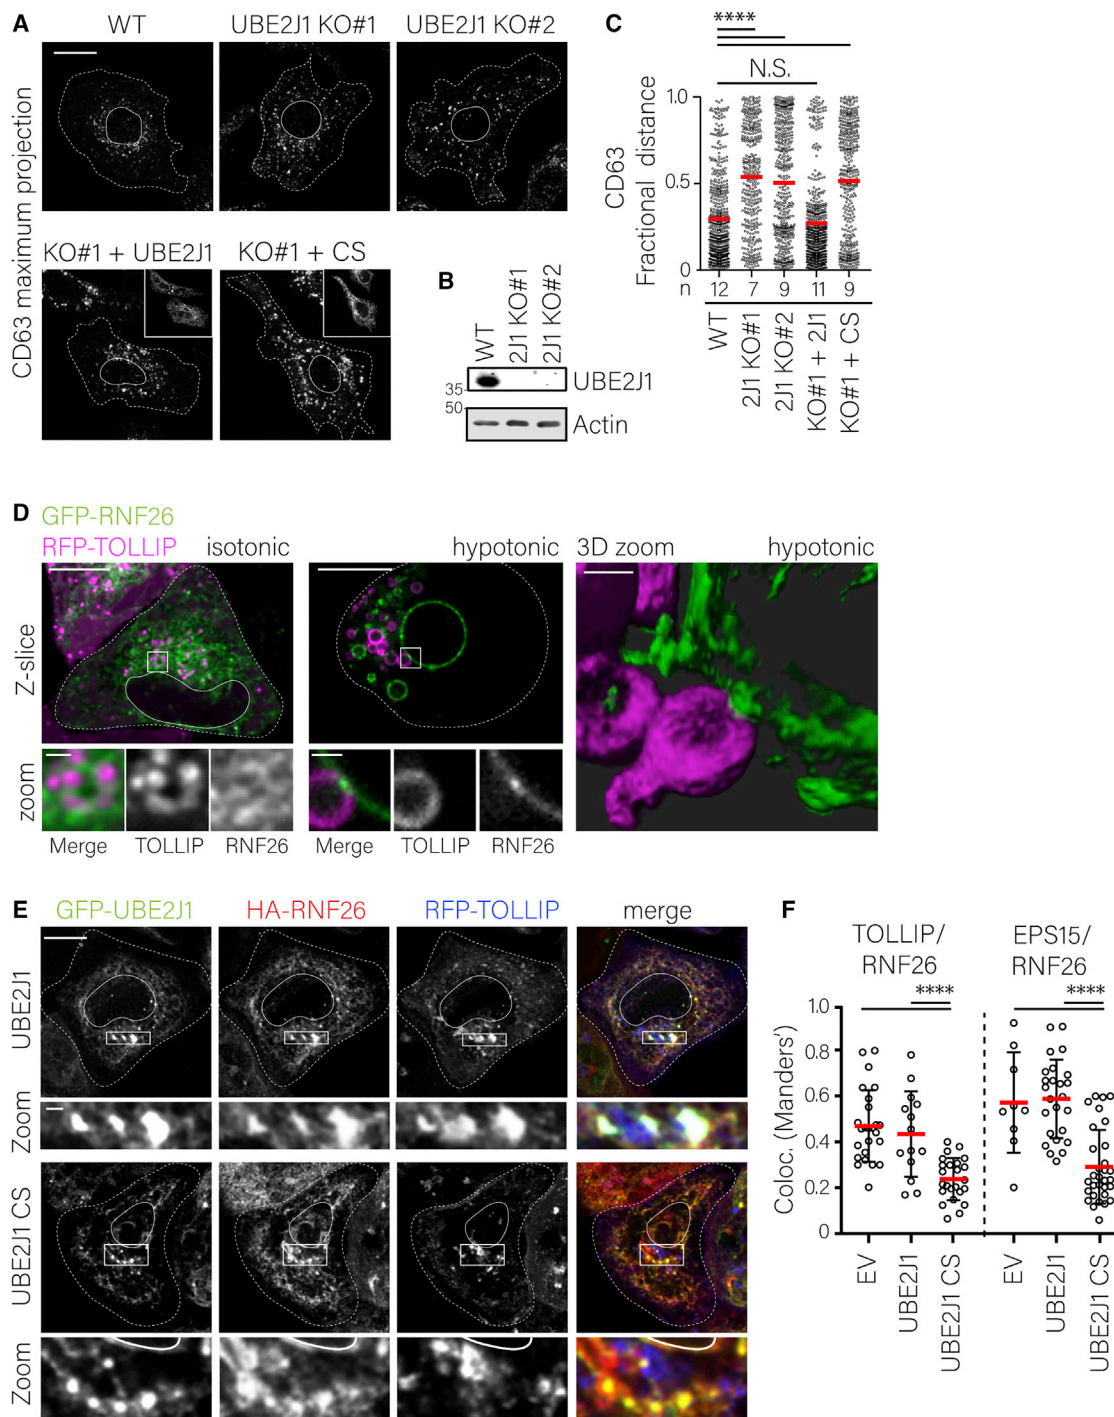 A
WT
UBE2J1 KO#1
UBE2J1 KO#2
CD63 maximum projection
KO#1 + UBE2J1
KO#1 + CS
B
WT
2J1 KO#1
2J1 KO#2
35
UBE2J1
50
Actin
C
****
N.S.
CD63
Fractional distance
1.0
0.5
0
n 12 7 9 11 9
WT
2J1 KO#1
2J1 KO#2
KO#1 + 2J1
KO#1 + CS
D
GFP-RNF26
RFP-TOLLIP
isotonic
hypotonic
3D zoom
hypotonic
Z-slice
zoom
Merge
TOLLIP
RNF26
Merge
TOLLIP
RNF26
E
GFP-UBE2J1
HA-RNF26
RFP-TOLLIP
merge
UBE2J1
Zoom
UBE2J1 CS
Zoom
F
TOLLIP/
RNF26
EPS15/
RNF26
****
****
Coloc. (Manders')
1.0
0.8
0.6
0.4
0.2
0
EV
UBE2J1
UBE2J1 CS
EV
UBE2J1
UBE2J1 CS